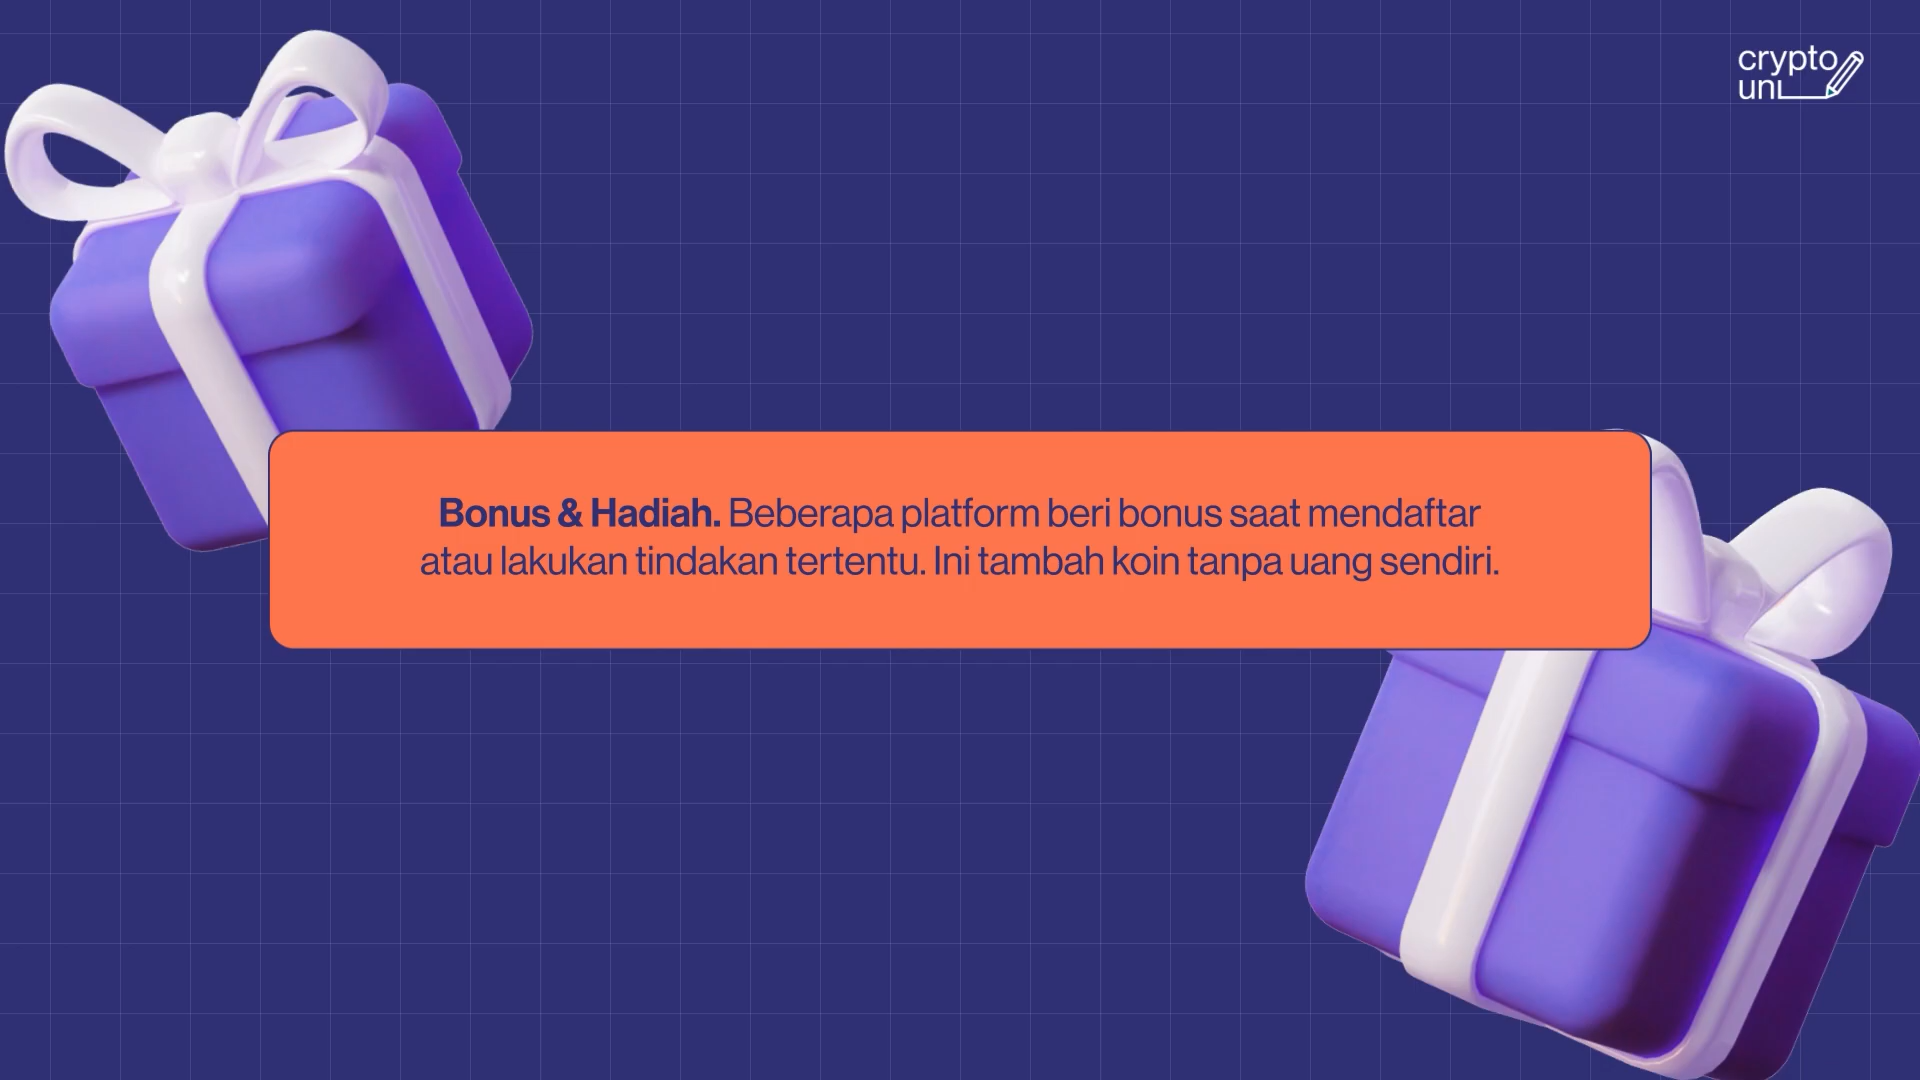 crypto
uni
Bonus & Hadiah. Beberapa platform beri bonus saat mendaftar
atau lakukan tindakan tertentu. Ini tambah koin tanpa uang sendiri.